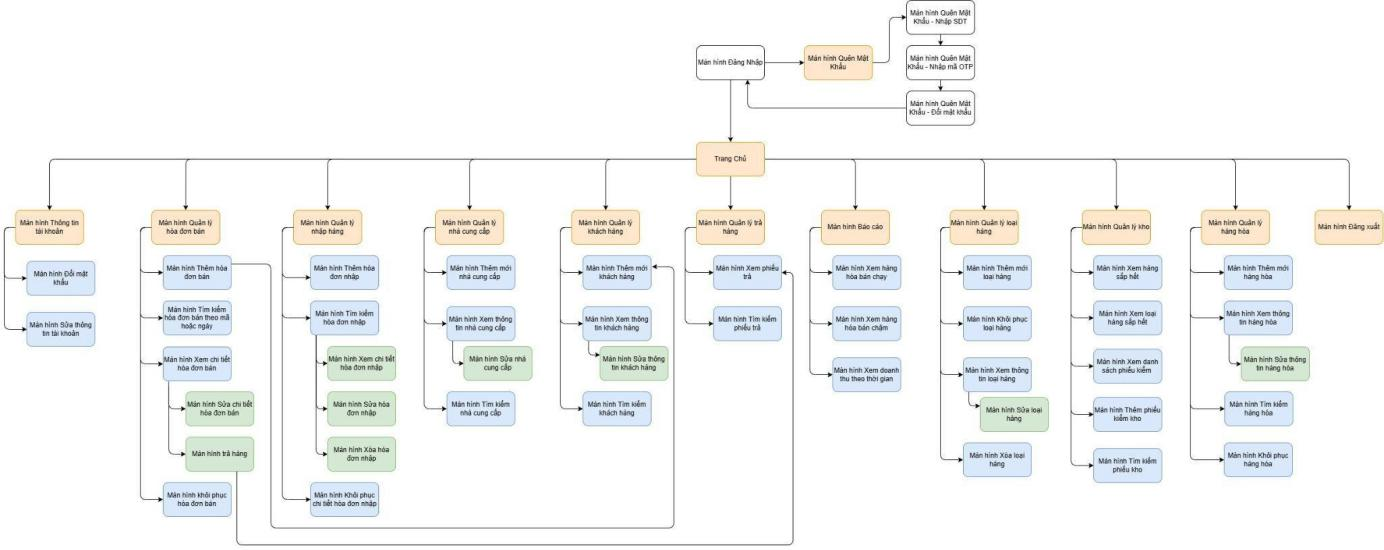 Màn hình Quên Mật
Khẩu - Nhập SDT
Màn hình Đăng Nhập
Màn hình Quên Mật
Khẩu
Màn hình Quên Mật
Khẩu - Nhập mã OTP
Màn hình Quên Mật
Khẩu - Đổi mật khẩu
Trang Chủ
Màn hình Thông tin
tài khoản
Màn hình Đổi mật
khẩu
Màn hình Sửa thông
tin tài khoản
Màn hình Quản lý
hóa đơn bán
Màn hình Thêm hóa
đơn bán
Màn hình Tìm kiếm
hóa đơn bán theo mã
hoặc ngày
Màn hình Xem chi tiết
hóa đơn bán
Màn hình Sửa chi tiết
hóa đơn bán
Màn hình trả hàng
Màn hình khôi phục
hóa đơn bán
Màn hình Quản lý
nhập hàng
Màn hình Thêm hóa
đơn nhập
Màn hình Tìm kiếm
hóa đơn nhập
Màn hình Xem chi tiết
hóa đơn nhập
Màn hình Sửa hóa
đơn nhập
Màn hình Xóa hóa
đơn nhập
Màn hình Khôi phục
chi tiết hóa đơn nhập
Màn hình Quản lý
nhà cung cấp
Màn hình Thêm mới
nhà cung cấp
Màn hình Xem thông
tin nhà cung cấp
Màn hình Sửa nhà
cung cấp
Màn hình Tìm kiếm
nhà cung cấp
Màn hình Quản lý
khách hàng
Màn hình Thêm mới
khách hàng
Màn hình Xem thông
tin khách hàng
Màn hình Sửa thông
tin khách hàng
Màn hình Tìm kiếm
khách hàng
Màn hình Quản lý trả
hàng
Màn hình Xem phiếu
trả
Màn hình Tìm kiếm
phiếu trả
Màn hình Báo cáo
Màn hình Xem hàng
hóa bán chạy
Màn hình Xem hàng
hóa bán chậm
Màn hình Xem doanh
thu theo thời gian
Màn hình Quản lý loại
hàng
Màn hình Thêm mới
loại hàng
Màn hình Khôi phục
loại hàng
Màn hình Xem thông
tin loại hàng
Màn hình Sửa loại
hàng
Màn hình Xóa loại
hàng
Màn hình Quản lý kho
Màn hình Xem hàng
sắp hết
Màn hình Xem loại
hàng sắp hết
Màn hình Xem danh
sách phiếu kiểm
Màn hình Thêm phiếu
kiểm kho
Màn hình Tìm kiếm
phiếu kho
Màn hình Quản lý
hàng hóa
Màn hình Thêm mới
hàng hóa
Màn hình Xem thông
tin hàng hóa
Màn hình Sửa thông
tin hàng hóa
Màn hình Tìm kiếm
hàng hóa
Màn hình Khôi phục
hàng hóa
Màn hình Đăng xuất